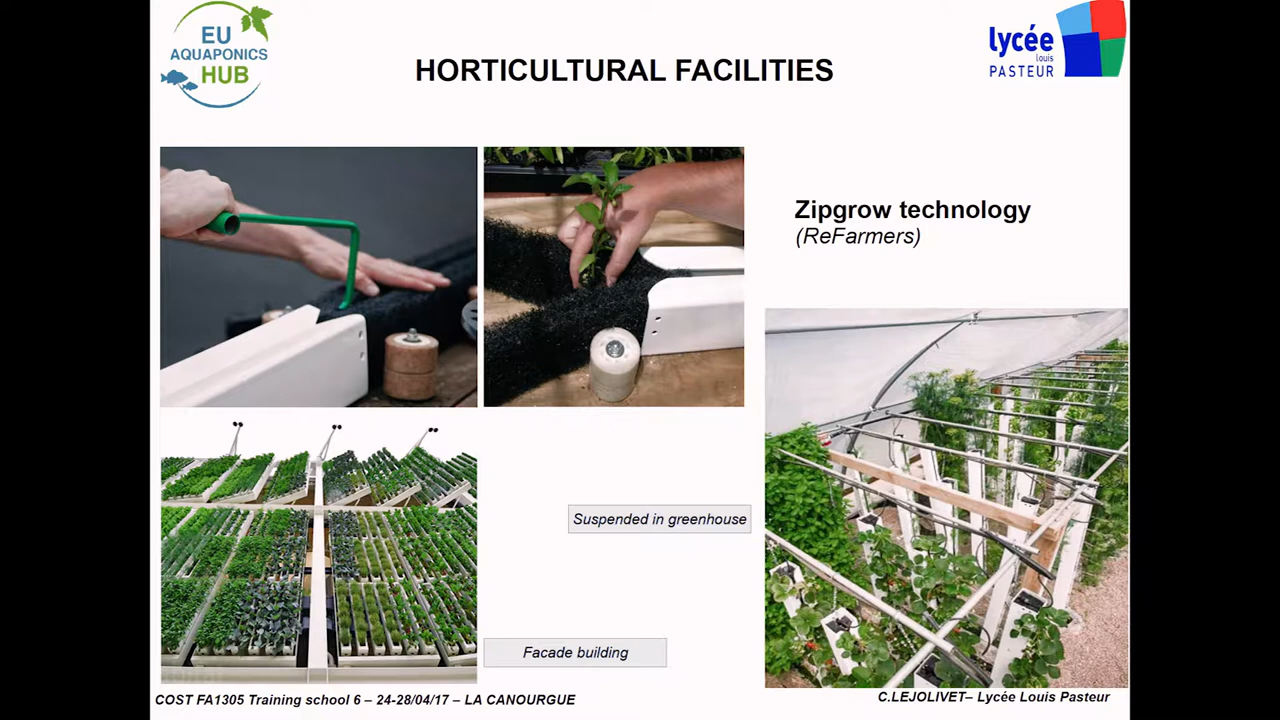 EU
AQUAPONICS
HUB
lycée
louis
PASTEUR
HORTICULTURAL FACILITIES
Zipgrow technology
(ReFarmers)
Suspended in greenhouse
Facade building
COST FA1305 Training school 6 – 24-28/04/17 – LA CANOURGUE
C.LEJOLIVET– Lycée Louis Pasteur